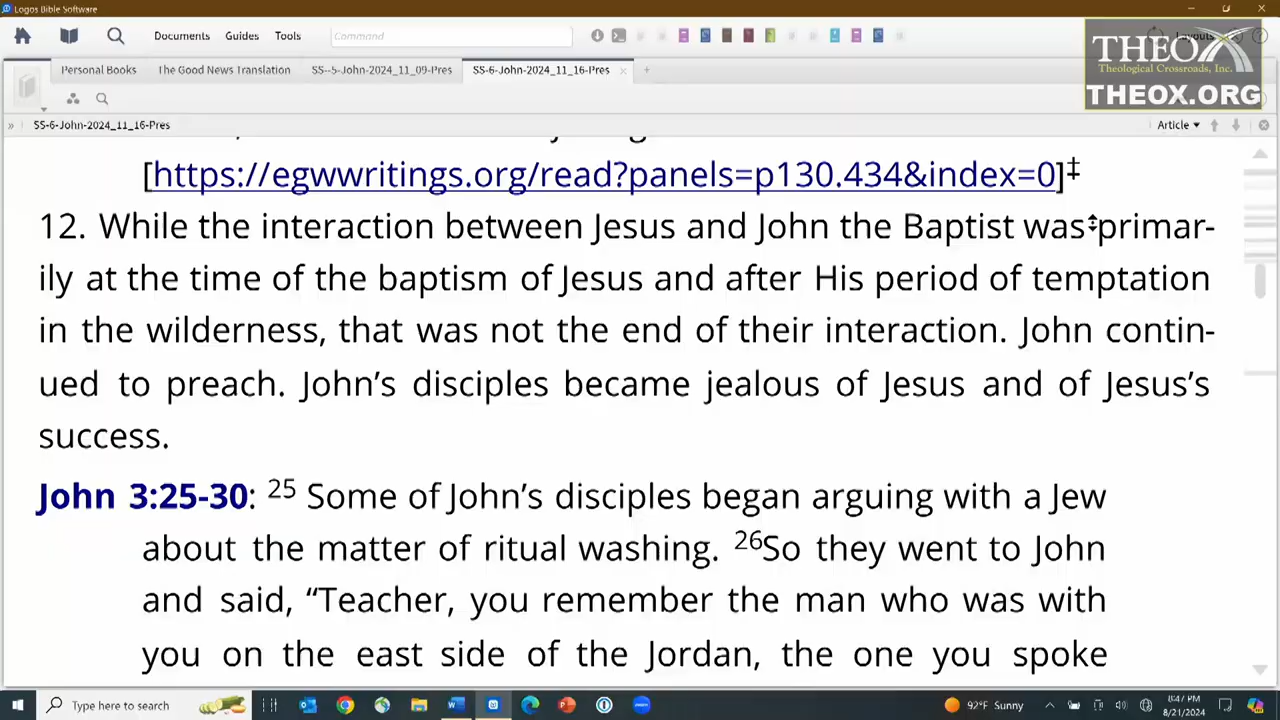 Logos Bible Software
Documents Guides Tools Command
THEOX
Theological Crossroads, Inc.
THEOX.ORG
Personal Books The Good News Translation SS--5-John-2024_11_09-Pres SS-6-John-2024_11_16-Pres
SS-6-John-2024_11_16-Pres Article
[https://egwwritings.org/read?panels=p130.434&index=0]‡
12. While the interaction between Jesus and John the Baptist was primar-
ily at the time of the baptism of Jesus and after His period of temptation
in the wilderness, that was not the end of their interaction. John contin-
ued to preach. John’s disciples became jealous of Jesus and of Jesus’s
success.
John 3:25-30: 25 Some of John’s disciples began arguing with a Jew
about the matter of ritual washing. 26So they went to John
and said, “Teacher, you remember the man who was with
you on the east side of the Jordan, the one you spoke
Type here to search 92°F Sunny 8:47 PM
8/21/2024